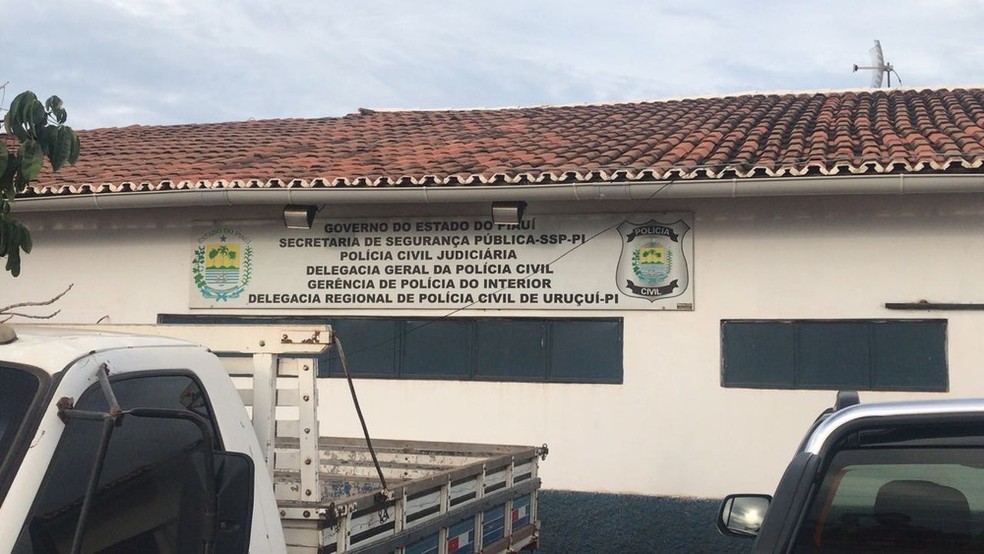 GOVERNO DO ESTADO DO PIAUÍ
SECRETARIA DE SEGURANÇA PÚBLICA-SSP-PI
POLÍCIA CIVIL JUDICIÁRIA
DELEGACIA GERAL DA POLÍCIA CIVIL
GERÊNCIA DE POLÍCIA DO INTERIOR
DELEGACIA REGIONAL DE POLÍCIA CIVIL DE URUÇUÍ-PI
POLÍCIA
CIVIL